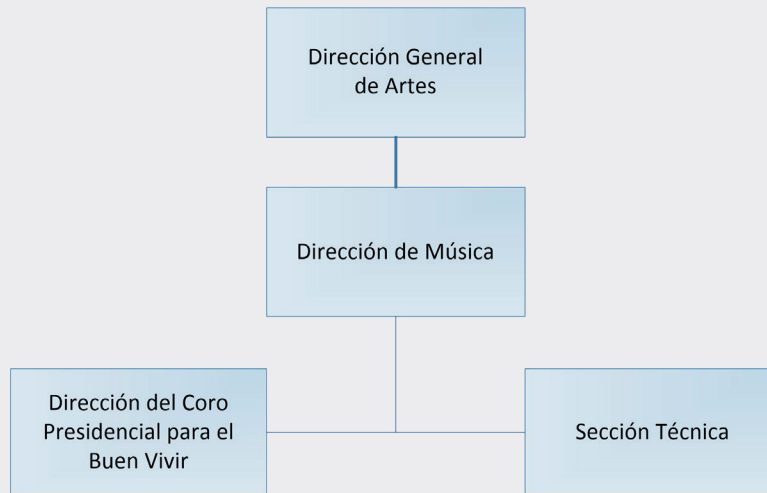 Dirección General
de Artes
Dirección de Música
Dirección del Coro
Presidencial para el
Buen Vivir
Sección Técnica